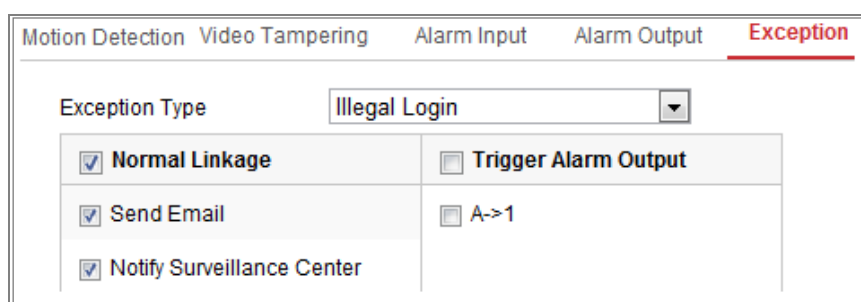 Motion Detection Video Tampering Alarm Input Alarm Output Exception
Exception Type Illegal Login
Normal Linkage Trigger Alarm Output
Send Email A->1
Notify Surveillance Center